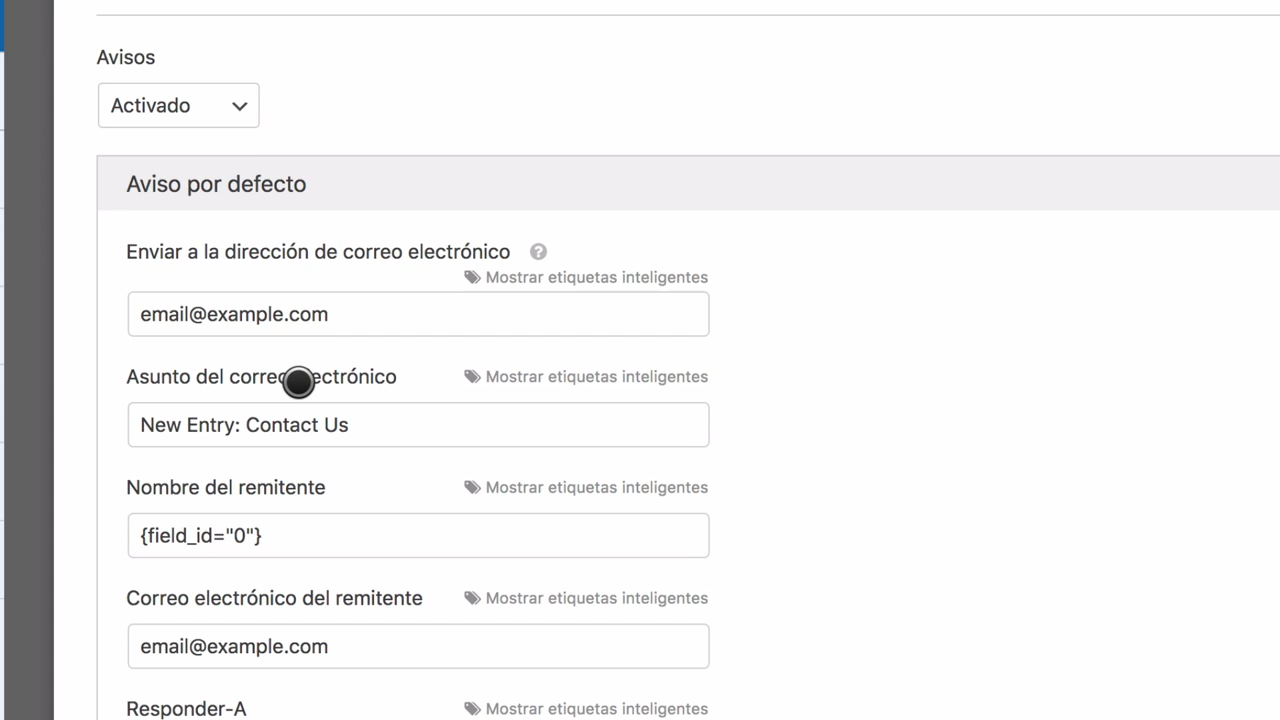 Avisos
Activado
Aviso por defecto
Enviar a la dirección de correo electrónico
Mostrar etiquetas inteligentes
email@example.com
Asunto del correo electrónico Mostrar etiquetas inteligentes
New Entry: Contact Us
Nombre del remitente Mostrar etiquetas inteligentes
{field_id="0"}
Correo electrónico del remitente Mostrar etiquetas inteligentes
email@example.com
Responder-A Mostrar etiquetas inteligentes